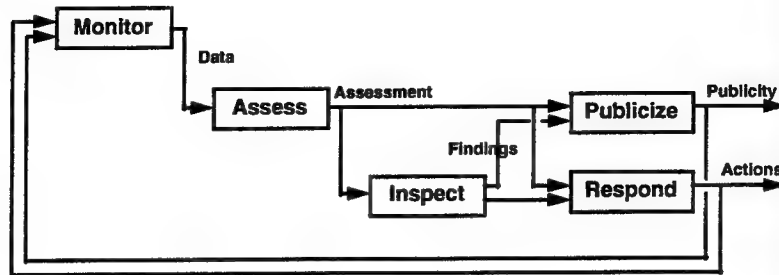 Monitor
Data
Assess
Assessment
Publicize
Publicity
Findings
Inspect
Respond
Actions